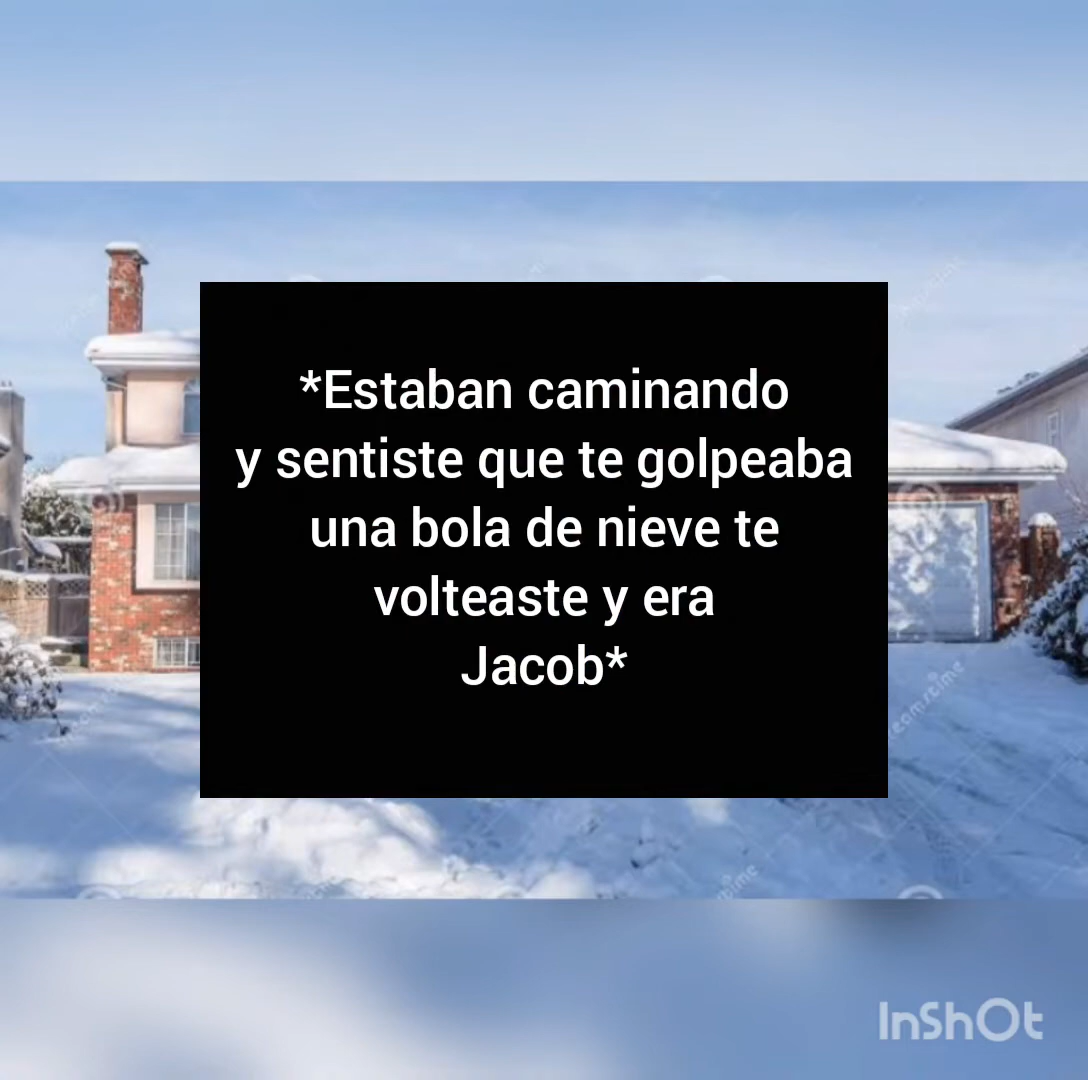 *Estaban caminando
y sentiste que te golpeaba
una bola de nieve te
volteaste y era
Jacob*
InShOt